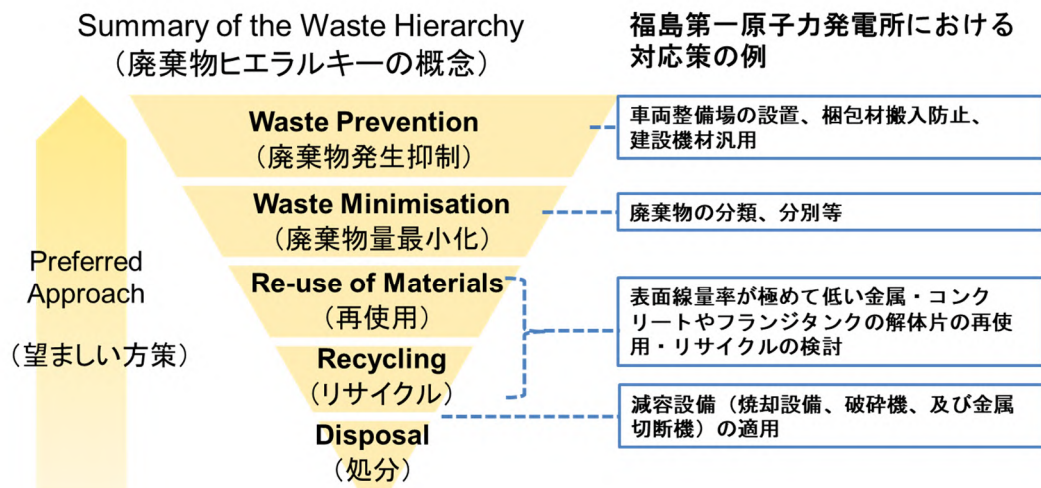 Summary of the Waste Hierarchy
（廃棄物ヒエラルキーの概念）
福島第一原子力発電所における
対応策の例
Waste Prevention
（廃棄物発生抑制）
車両整備場の設置、梱包材搬入防止、
建設機材汎用
Waste Minimisation
（廃棄物量最小化）
廃棄物の分類、分別等
Preferred
Approach
（望ましい方策）
Re-use of Materials
（再使用）
Recycling
（リサイクル）
表面線量率が極めて低い金属・コンク
リートやフランジタンクの解体片の再使
用・リサイクルの検討
Disposal
（処分）
減容設備（焼却設備、破砕機、及び金属
切断機）の適用